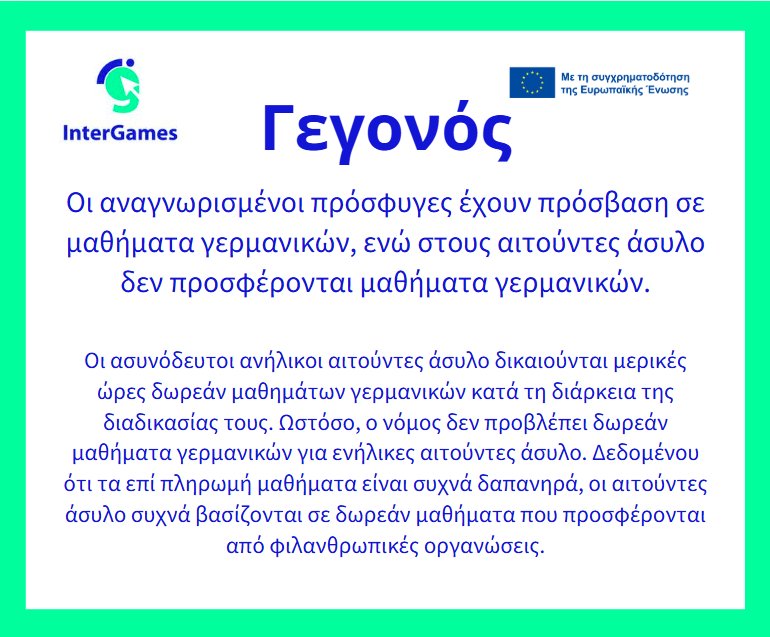 InterGames
Με τη συγχρηματοδότηση
της Ευρωπαϊκής Ένωσης
Γεγονός
Οι αναγνωρισμένοι πρόσφυγες έχουν πρόσβαση σε
μαθήματα γερμανικών, ενώ στους αιτούντες άσυλο
δεν προσφέρονται μαθήματα γερμανικών.
Οι ασυνόδευτοι ανήλικοι αιτούντες άσυλο δικαιούνται μερικές
ώρες δωρεάν μαθημάτων γερμανικών κατά τη διάρκεια της
διαδικασίας τους. Ωστόσο, ο νόμος δεν προβλέπει δωρεάν
μαθήματα γερμανικών για ενήλικες αιτούντες άσυλο. Δεδομένου
ότι τα επί πληρωμή μαθήματα είναι συχνά δαπανηρά, οι αιτούντες
άσυλο συχνά βασίζονται σε δωρεάν μαθήματα που προσφέρονται
από φιλανθρωπικές οργανώσεις.